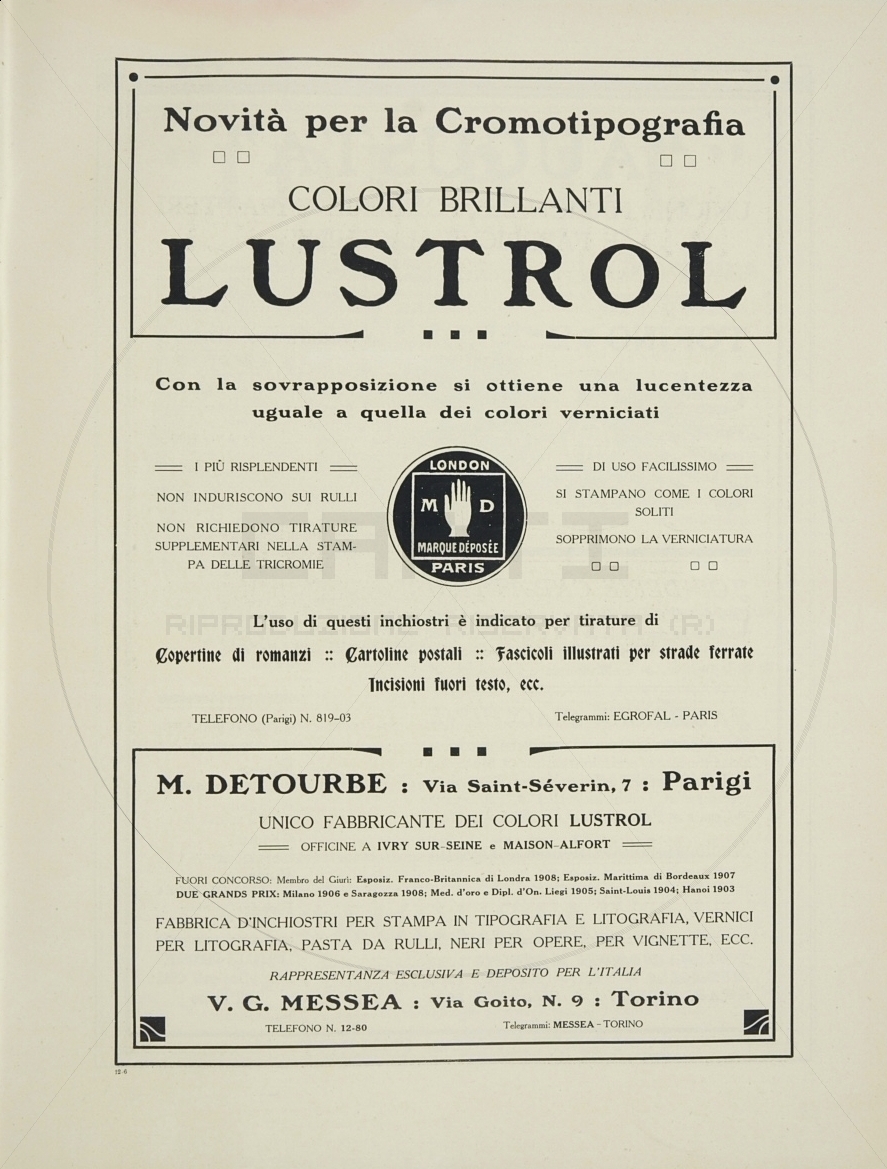 Novità per la Cromotipografia
COLORI BRILLANTI
LUSTROL
Con la sovrapposizione si ottiene una lucentezza
uguale a quella dei colori verniciati
I PIÙ RISPLENDENTI
NON INDURISCONO SUI RULLI
NON RICHIEDONO TIRATURE
SUPPLEMENTARI NELLA STAM-
PA DELLE TRICROMIE
LONDON
M D
MARQUE DÉPOSÉE
PARIS
DI USO FACILISSIMO
SI STAMPANO COME I COLORI
SOLITI
SOPPRIMONO LA VERNICIATURA
RIPRODUZIONE RISERVATA (R)
L'uso di questi inchiostri è indicato per tirature di
Copertine di romanzi :: Cartoline postali :: Fascicoli illustrati per strade ferrate
Incisioni fuori testo, ecc.
TELEFONO (Parigi) N. 819-03
Telegrammi: EGROFAL - PARIS
M. DETOURBE : Via Saint-Séverin, 7 : Parigi
UNICO FABBRICANTE DEI COLORI LUSTROL
OFFICINE A IVRY SUR-SEINE e MAISON-ALFORT
FUORI CONCORSO: Membro del Giurì: Esposiz. Franco-Britannica di Londra 1908; Esposiz. Marittima di Bordeaux 1907
DUE GRANDS PRIX: Milano 1906 e Saragozza 1908; Med. d'oro e Dipl. d'On. Liegi 1905; Saint-Louis 1904; Hanoi 1903
FABBRICA D'INCHIOSTRI PER STAMPA IN TIPOGRAFIA E LITOGRAFIA, VERNICI
PER LITOGRAFIA, PASTA DA RULLI, NERI PER OPERE, PER VIGNETTE, ECC.
RAPPRESENTANZA ESCLUSIVA E DEPOSITO PER L'ITALIA
V. G. MESSEA : Via Goito, N. 9 : Torino
TELEFONO N. 12-80
Telegrammi: MESSEA - TORINO
12-6